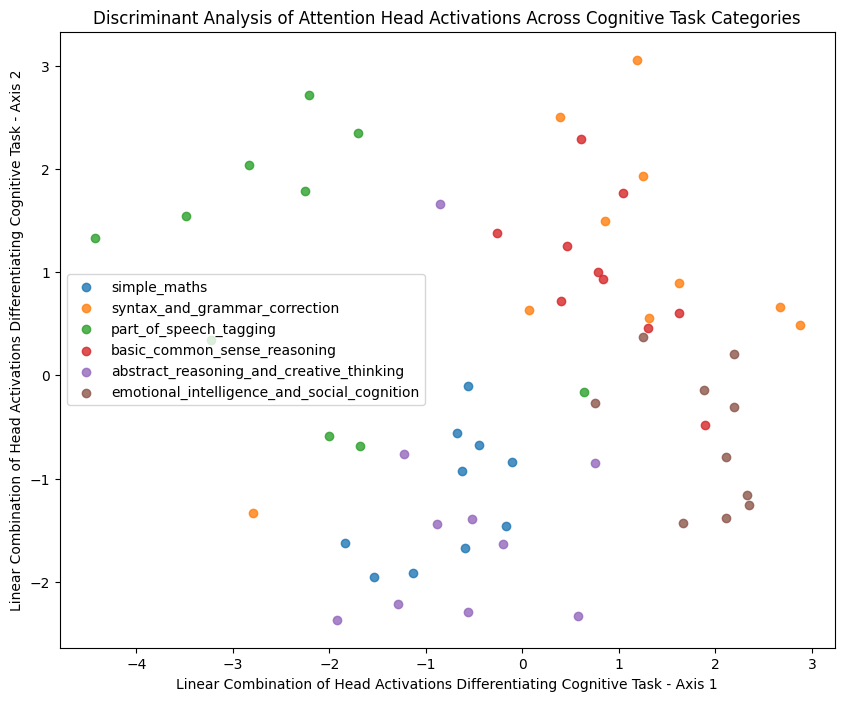 Discriminant Analysis of Attention Head Activations Across Cognitive Task Categories
Linear Combination of Head Activations Differentiating Cognitive Task - Axis 2
3
2
1
0
−1
−2
simple_maths
syntax_and_grammar_correction
part_of_speech_tagging
basic_common_sense_reasoning
abstract_reasoning_and_creative_thinking
emotional_intelligence_and_social_cognition
−4
−3
−2
−1
0
1
2
3
Linear Combination of Head Activations Differentiating Cognitive Task - Axis 1